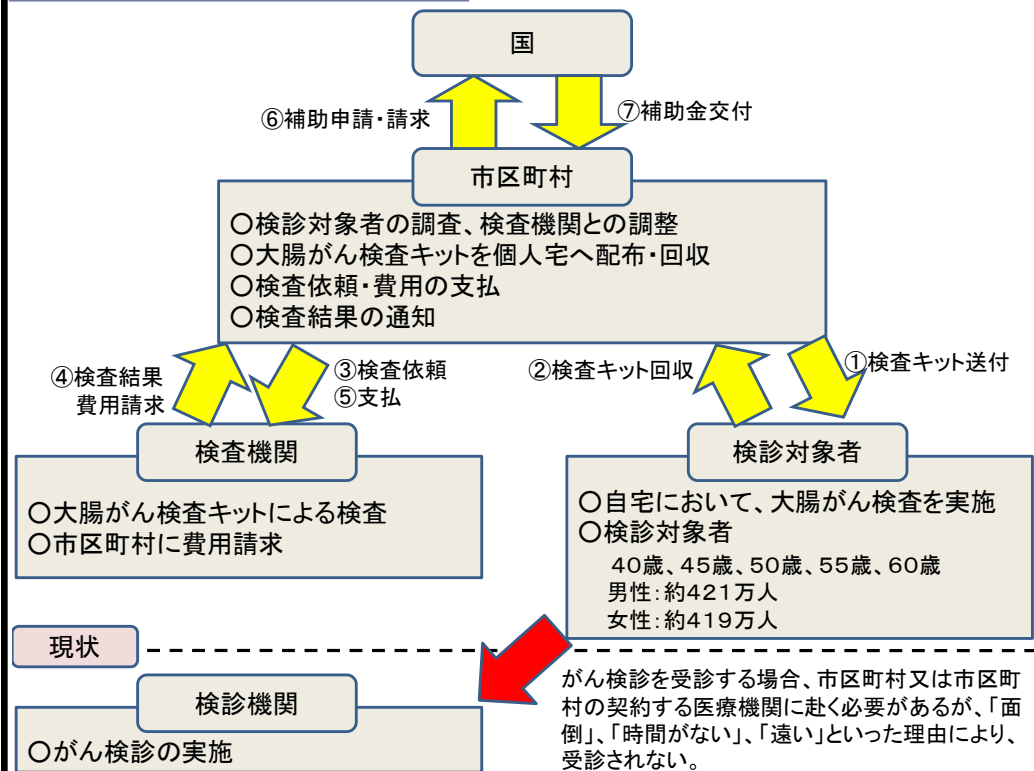 国
⑥補助申請・請求
⑦補助金交付
市区町村
○検診対象者の調査、検査機関との調整
○大腸がん検査キットを個人宅へ配布・回収
○検査依頼・費用の支払
○検査結果の通知
④検査結果
費用請求
③検査依頼
⑤支払
②検査キット回収
①検査キット送付
検査機関
○大腸がん検査キットによる検査
○市区町村に費用請求
検診対象者
○自宅において、大腸がん検査を実施
○検診対象者
40歳、45歳、50歳、55歳、60歳
男性:約421万人
女性:約419万人
現状
検診機関
○がん検診の実施
がん検診を受診する場合、市区町村又は市区町
村の契約する医療機関に赴く必要があるが、「面
倒」、「時間がない」、「遠い」といった理由により、
受診されない。